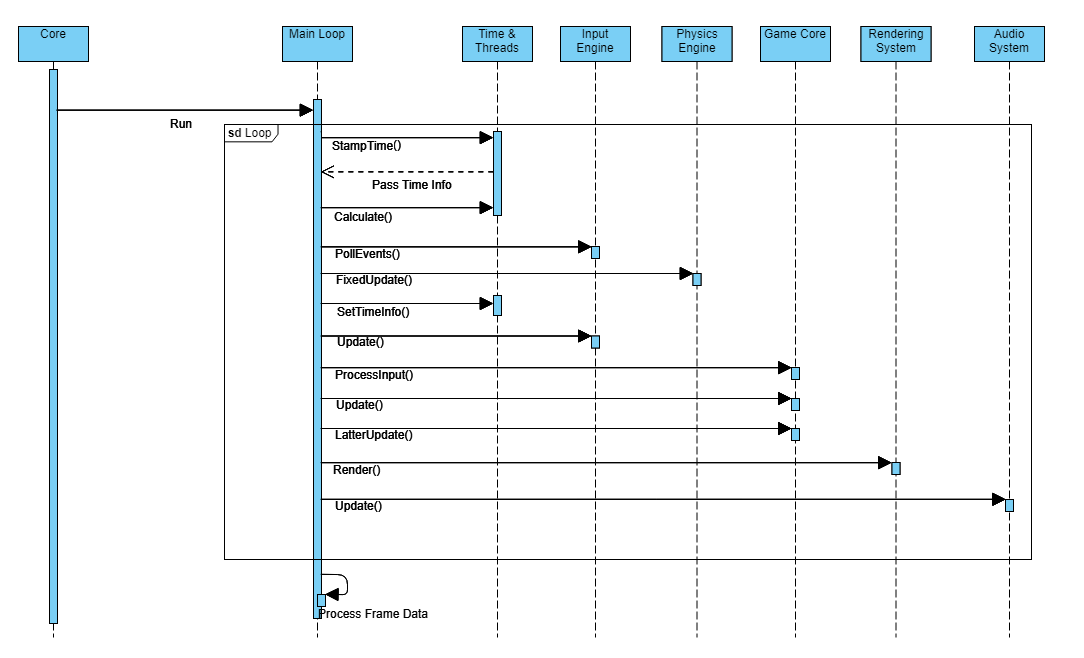 Core
Main Loop
Time &
Threads
Input
Engine
Physics
Engine
Game Core
Rendering
System
Audio
System
Run
sd Loop
StampTime()
Pass Time Info
Calculate()
PollEvents()
FixedUpdate()
SetTimeInfo()
Update()
ProcessInput()
Update()
LatterUpdate()
Render()
Update()
Process Frame Data